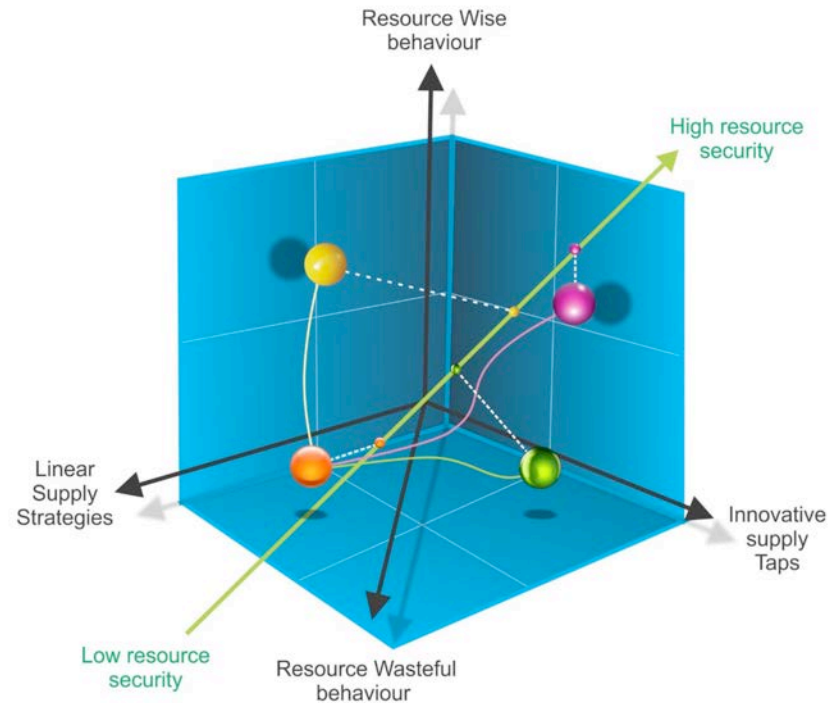 Resource Wise
behaviour
High resource
security
Linear
Supply
Strategies
Innovative
supply
Taps
Low resource
security
Resource Wasteful
behaviour